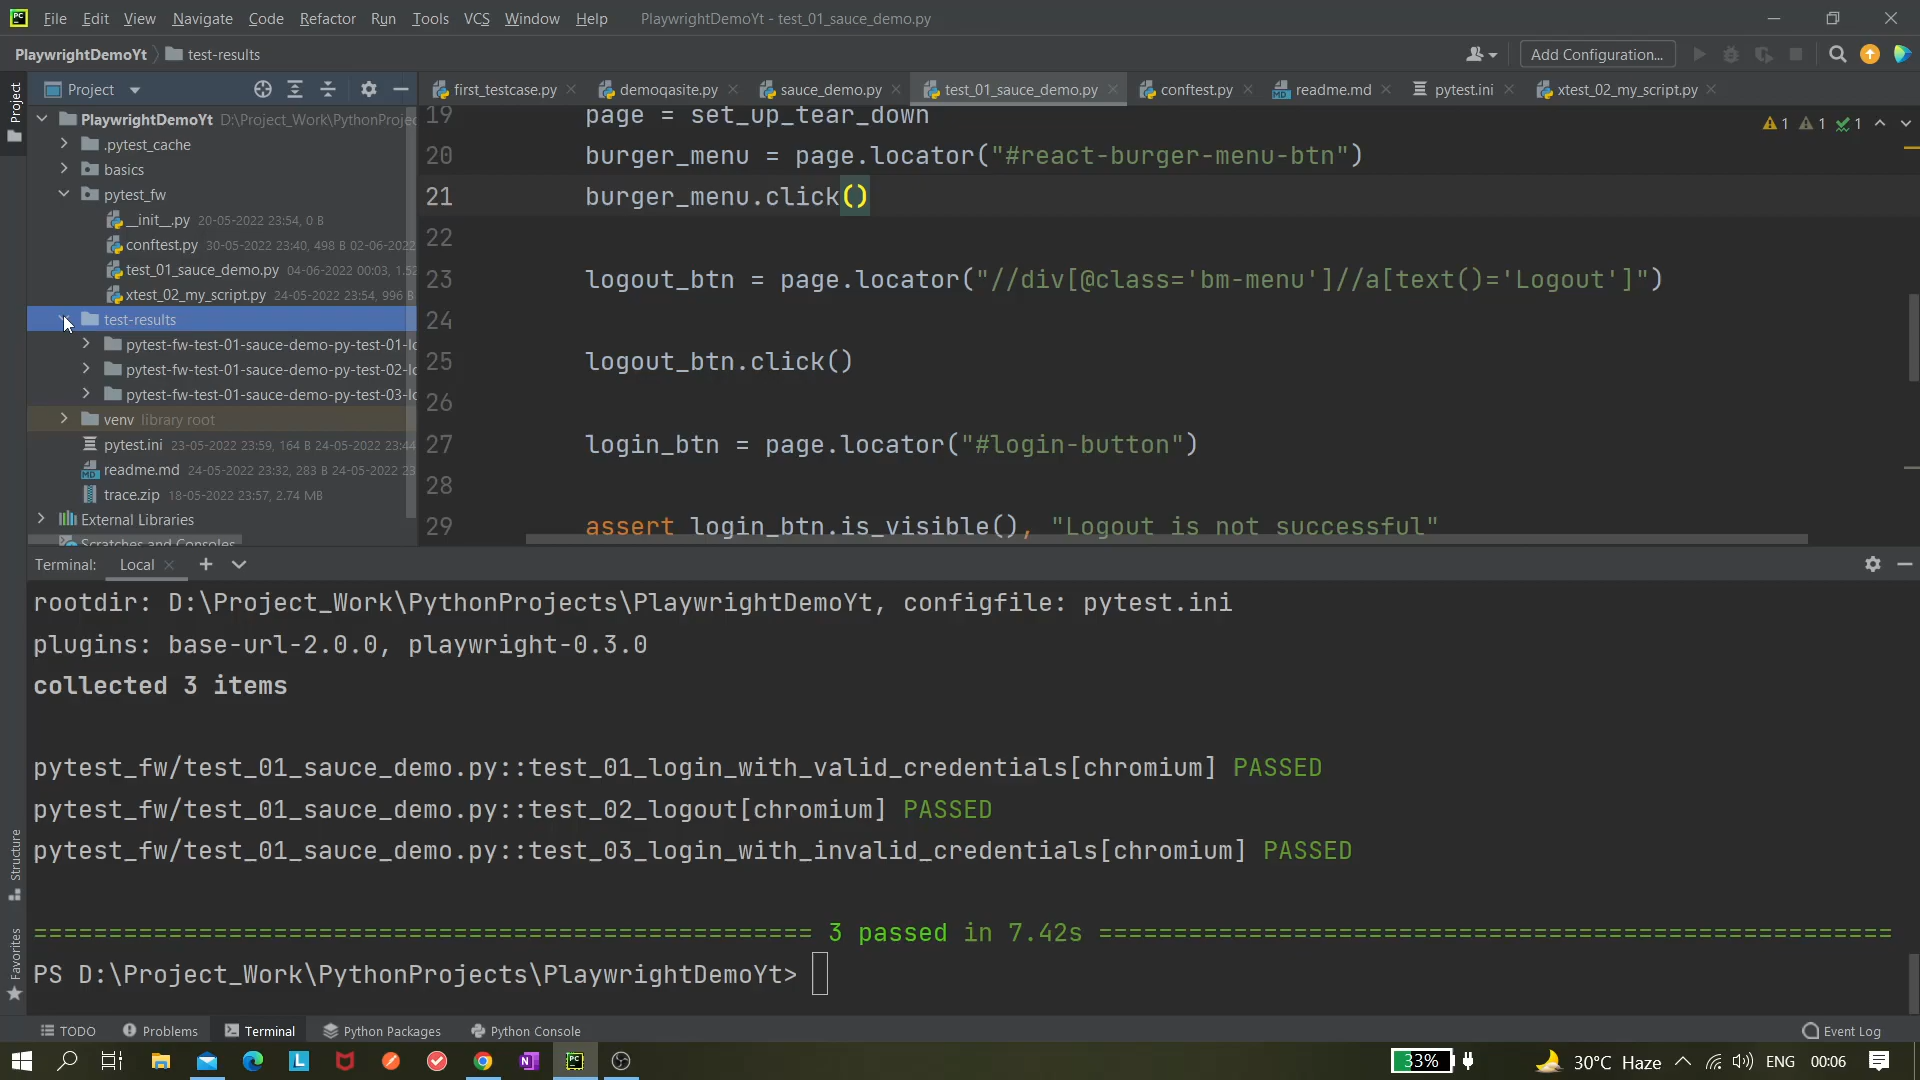 File Edit View Navigate Code Refactor Run Tools VCS Window Help PlaywrightDemoYt - test_01_sauce_demo.py
PlaywrightDemoYt test-results Add Configuration...
Project
first_testcase.py demoqasite.py sauce_demo.py test_01_sauce_demo.py conftest.py readme.md pytest.ini xtest_02_my_script.py
Project
PlaywrightDemoYt D:\Project_Work\PythonProjec
.pytest_cache
basics
pytest_fw
__init__.py 20-05-2022 23:54, 0 B
conftest.py 30-05-2022 23:40, 498 B 02-06-2022
test_01_sauce_demo.py 04-06-2022 00:03, 1.52
xtest_02_my_script.py 24-05-2022 23:54, 996 B
test-results
pytest-fw-test-01-sauce-demo-py-test-01-lo
pytest-fw-test-01-sauce-demo-py-test-02-lo
pytest-fw-test-01-sauce-demo-py-test-03-lo
venv library root
pytest.ini 23-05-2022 23:59, 164 B 24-05-2022 23:44
readme.md 24-05-2022 23:32, 283 B 24-05-2022 23
trace.zip 18-05-2022 23:57, 2.74 MB
External Libraries
Scratches and Consoles
1 1 1
19 page = set_up_tear_down
20 burger_menu = page.locator("#react-burger-menu-btn")
21 burger_menu.click()
22
23 logout_btn = page.locator("//div[@class='bm-menu']//a[text()='Logout']")
24
25 logout_btn.click()
26
27 login_btn = page.locator("#login-button")
28
29 assert login_btn.is_visible(), "Logout is not successful"
Terminal: Local
rootdir: D:\Project_Work\PythonProjects\PlaywrightDemoYt, configfile: pytest.ini
plugins: base-url-2.0.0, playwright-0.3.0
collected 3 items
pytest_fw/test_01_sauce_demo.py::test_01_login_with_valid_credentials[chromium] PASSED
pytest_fw/test_01_sauce_demo.py::test_02_logout[chromium] PASSED
pytest_fw/test_01_sauce_demo.py::test_03_login_with_invalid_credentials[chromium] PASSED
==================================================== 3 passed in 7.42s =====================================================
PS D:\Project_Work\PythonProjects\PlaywrightDemoYt>
Structure
Favorites
TODO Problems Terminal Python Packages Python Console Event Log
33% 30°C Haze ENG 00:06